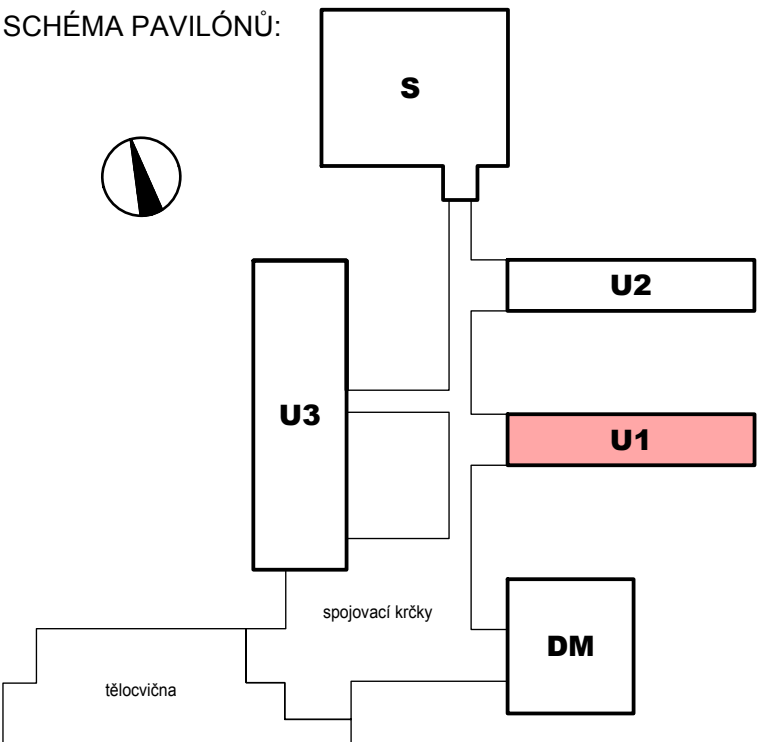 SCHÉMA PAVILÓNŮ:
S
U2
U3
U1
spojovací krčky
DM
tělocvična